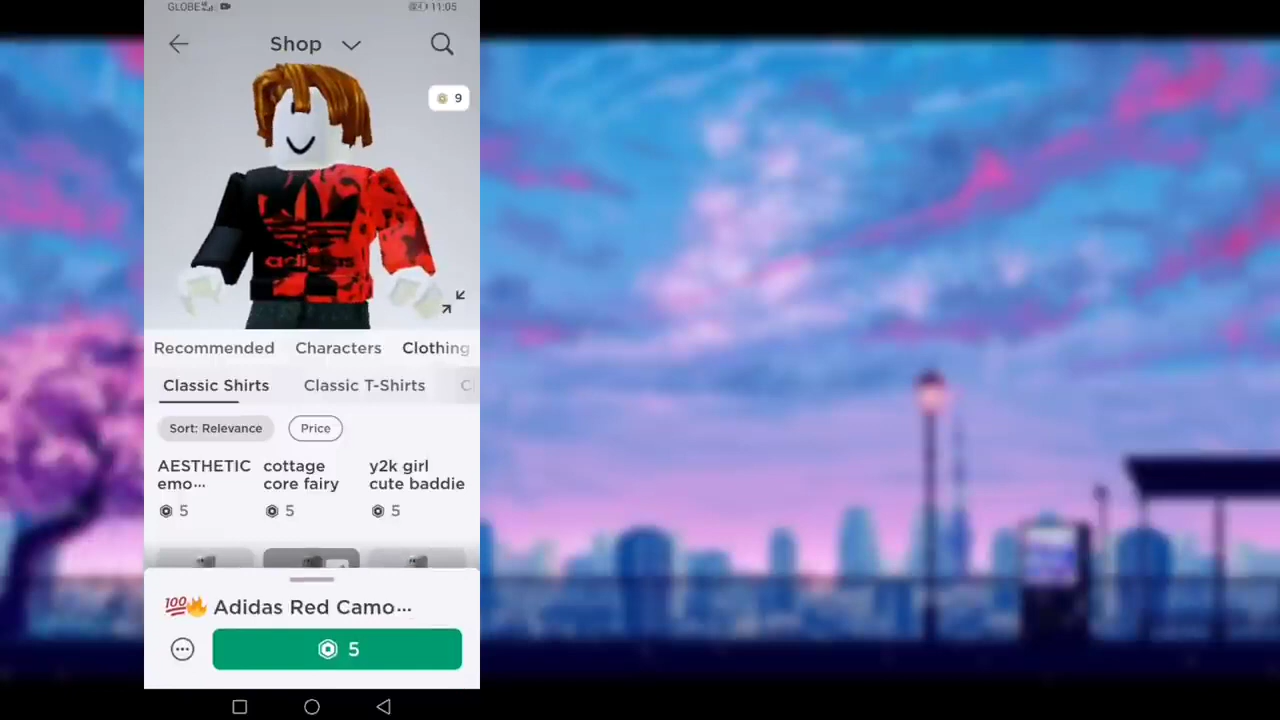 GLOBE 11:05
Shop
9
adidas
Recommended Characters Clothing
Classic Shirts Classic T-Shirts
Sort: Relevance Price
AESTHETIC cottage y2k girl
emo··· core fairy cute baddie
5 5 5
💯🔥 Adidas Red Camo···
5